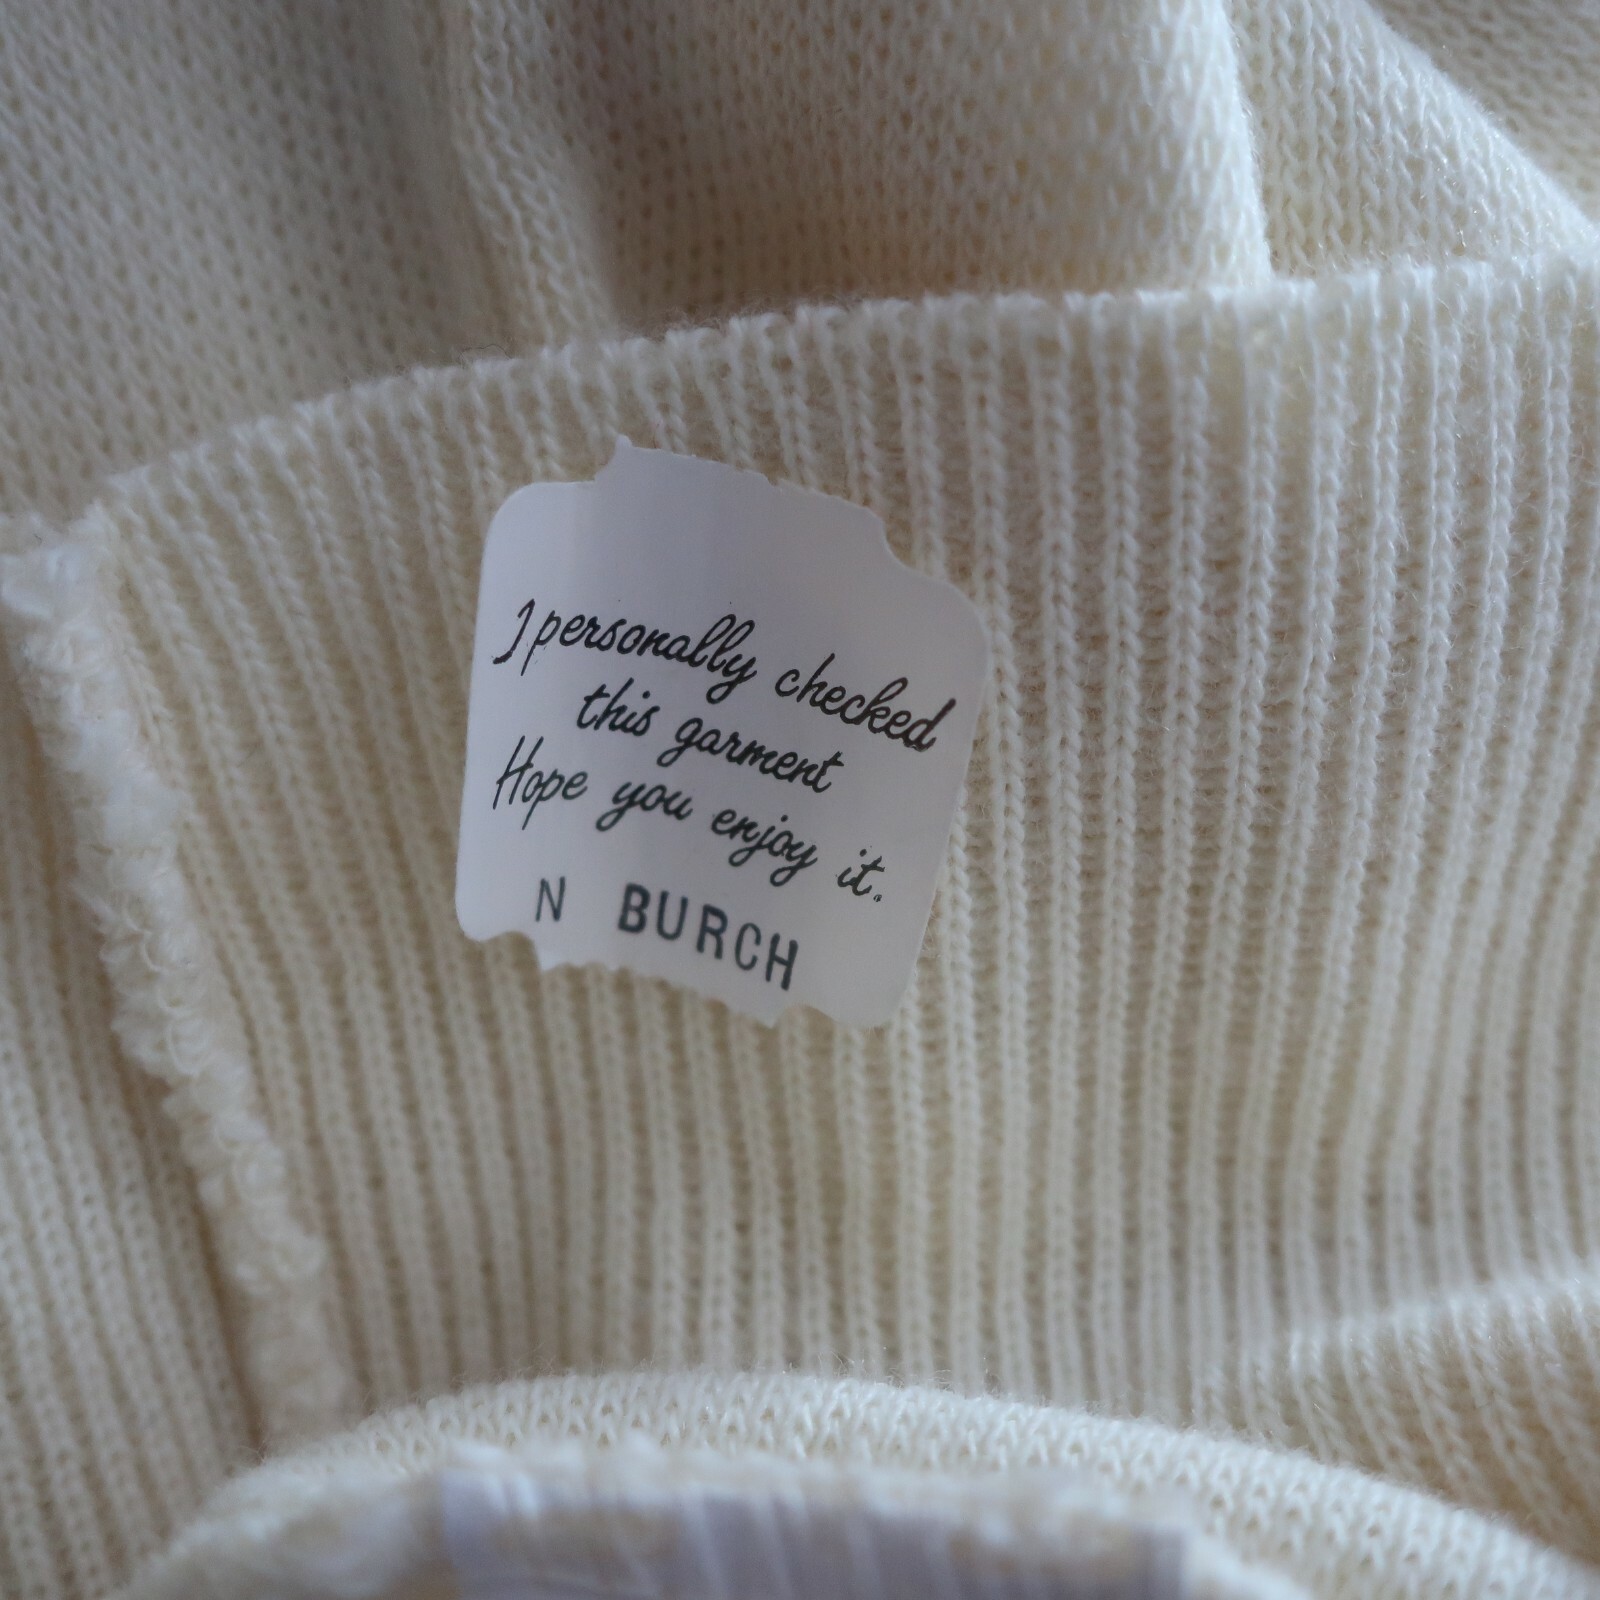 I personally checked
this garment
Hope you enjoy it.
N BURCH